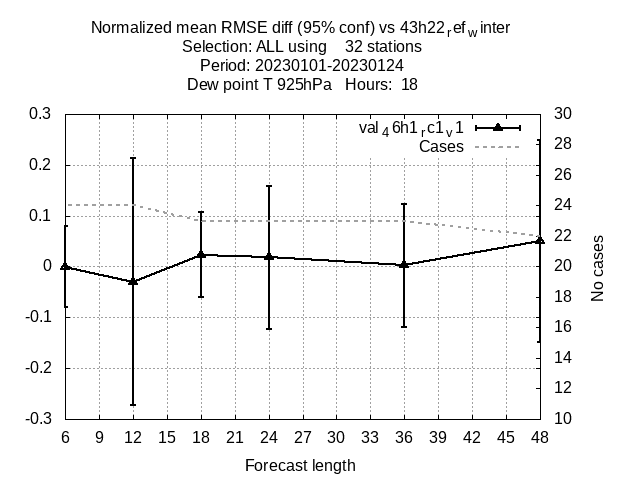 Normalized mean RMSE diff (95% conf) vs 43h22refwinter
Selection: ALL using 32 stations
Period: 20230101-20230124
Dew point T 925hPa Hours: 18
val46h1rc1v1
Cases
0.3
0.2
0.1
0
-0.1
-0.2
-0.3
30
28
26
24
22
20
18
16
14
12
10
No cases
6 9 12 15 18 21 24 27 30 33 36 39 42 45 48
Forecast length